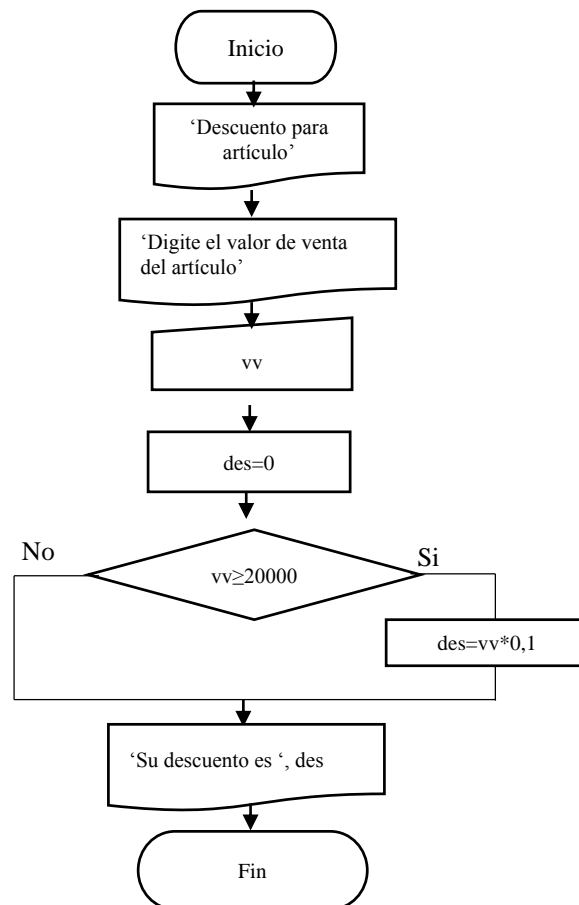 Inicio
‘Descuento para
artículo’
‘Digite el valor de venta
del artículo’
vv
des=0
No
Si
vv≥20000
des=vv*0,1
‘Su descuento es ‘, des
Fin